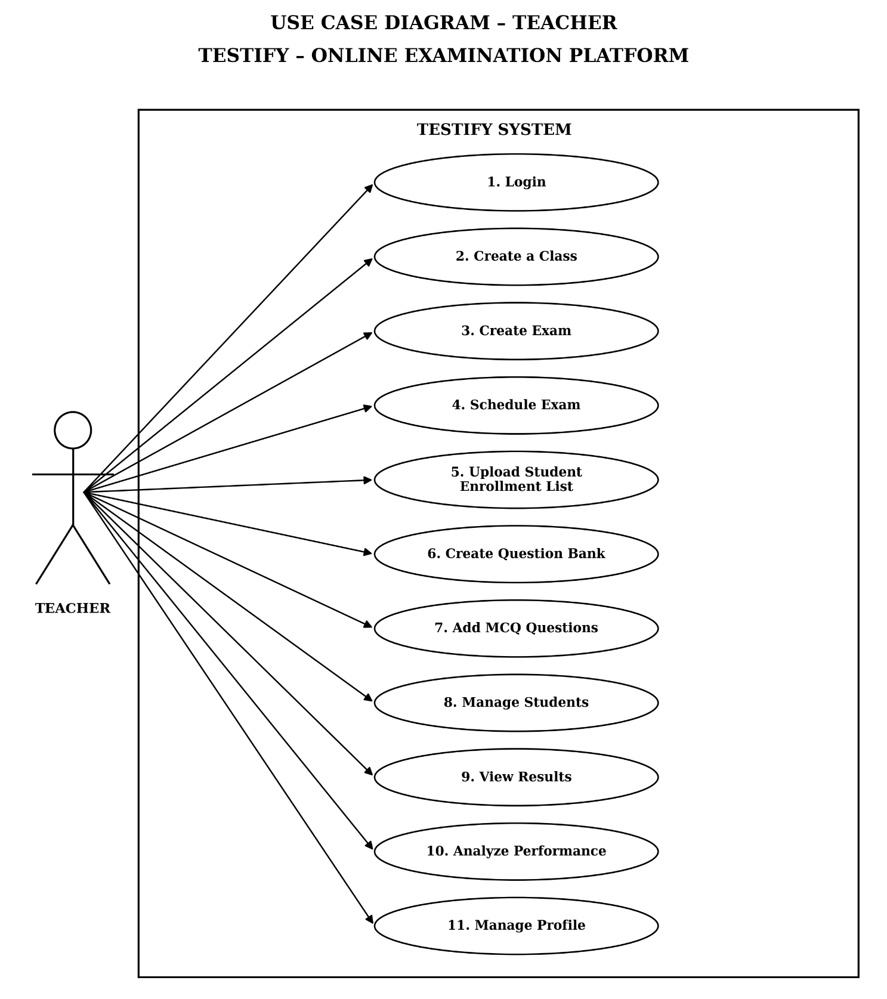 USE CASE DIAGRAM – TEACHER
TESTIFY – ONLINE EXAMINATION PLATFORM
TESTIFY SYSTEM
1. Login
2. Create a Class
3. Create Exam
4. Schedule Exam
5. Upload Student
Enrollment List
6. Create Question Bank
TEACHER
7. Add MCQ Questions
8. Manage Students
9. View Results
10. Analyze Performance
11. Manage Profile